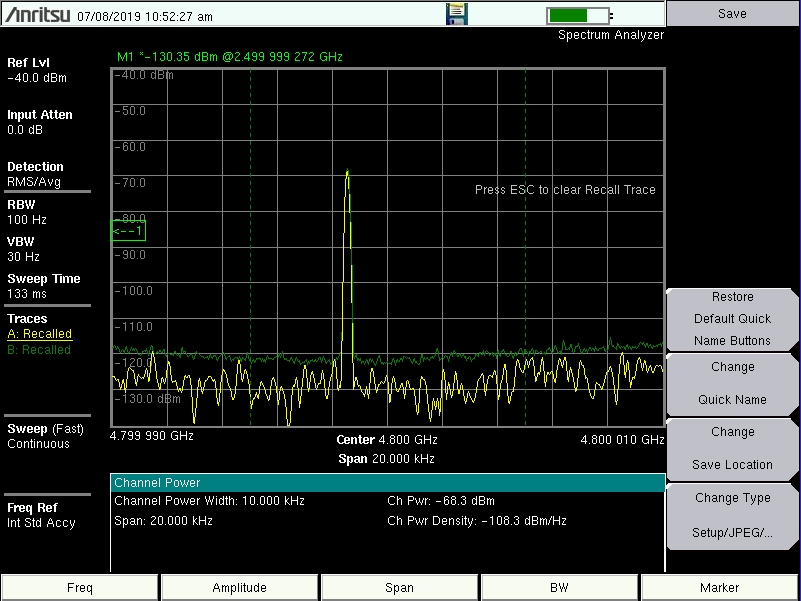 Anritsu 07/08/2019 10:52:27 am
Save
Spectrum Analyzer
M1 *-130.35 dBm @2.499 999 272 GHz
Ref Lvl
-40.0 dBm
Input Atten
0.0 dB
Detection
RMS/Avg
RBW
100 Hz
VBW
30 Hz
Sweep Time
133 ms
Traces
A: Recalled
B: Recalled
Sweep (Fast)
Continuous
Freq Ref
Int Std Accy
-40.0 dBm
-50.0
-60.0
-70.0
Press ESC to clear Recall Trace
-80.0
<--1
-90.0
-100.0
-110.0
-120.0
-130.0 dBm
4.799 990 GHz
Center 4.800 GHz
4.800 010 GHz
Span 20.000 kHz
Channel Power
Channel Power Width: 10.000 kHz
Ch Pwr: -68.3 dBm
Span: 20.000 kHz
Ch Pwr Density: -108.3 dBm/Hz
Restore
Default Quick
Name Buttons
Change
Quick Name
Change
Save Location
Change Type
Setup/JPEG/...
Freq
Amplitude
Span
BW
Marker